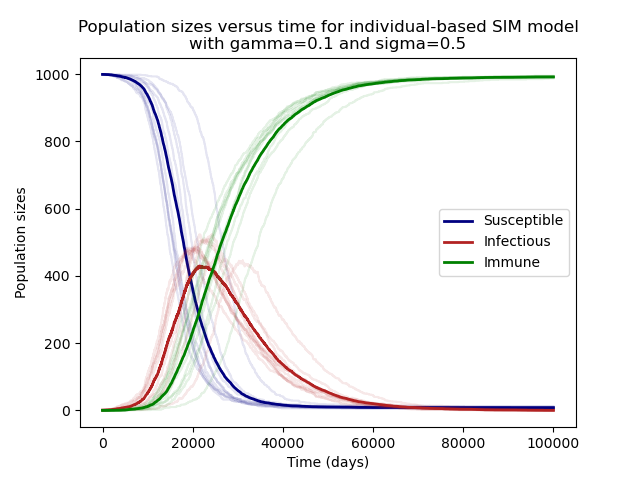 Population sizes versus time for individual-based SIM model
with gamma=0.1 and sigma=0.5
1000
800
600
400
200
0
Population sizes
Susceptible
Infectious
Immune
0 20000 40000 60000 80000 100000
Time (days)